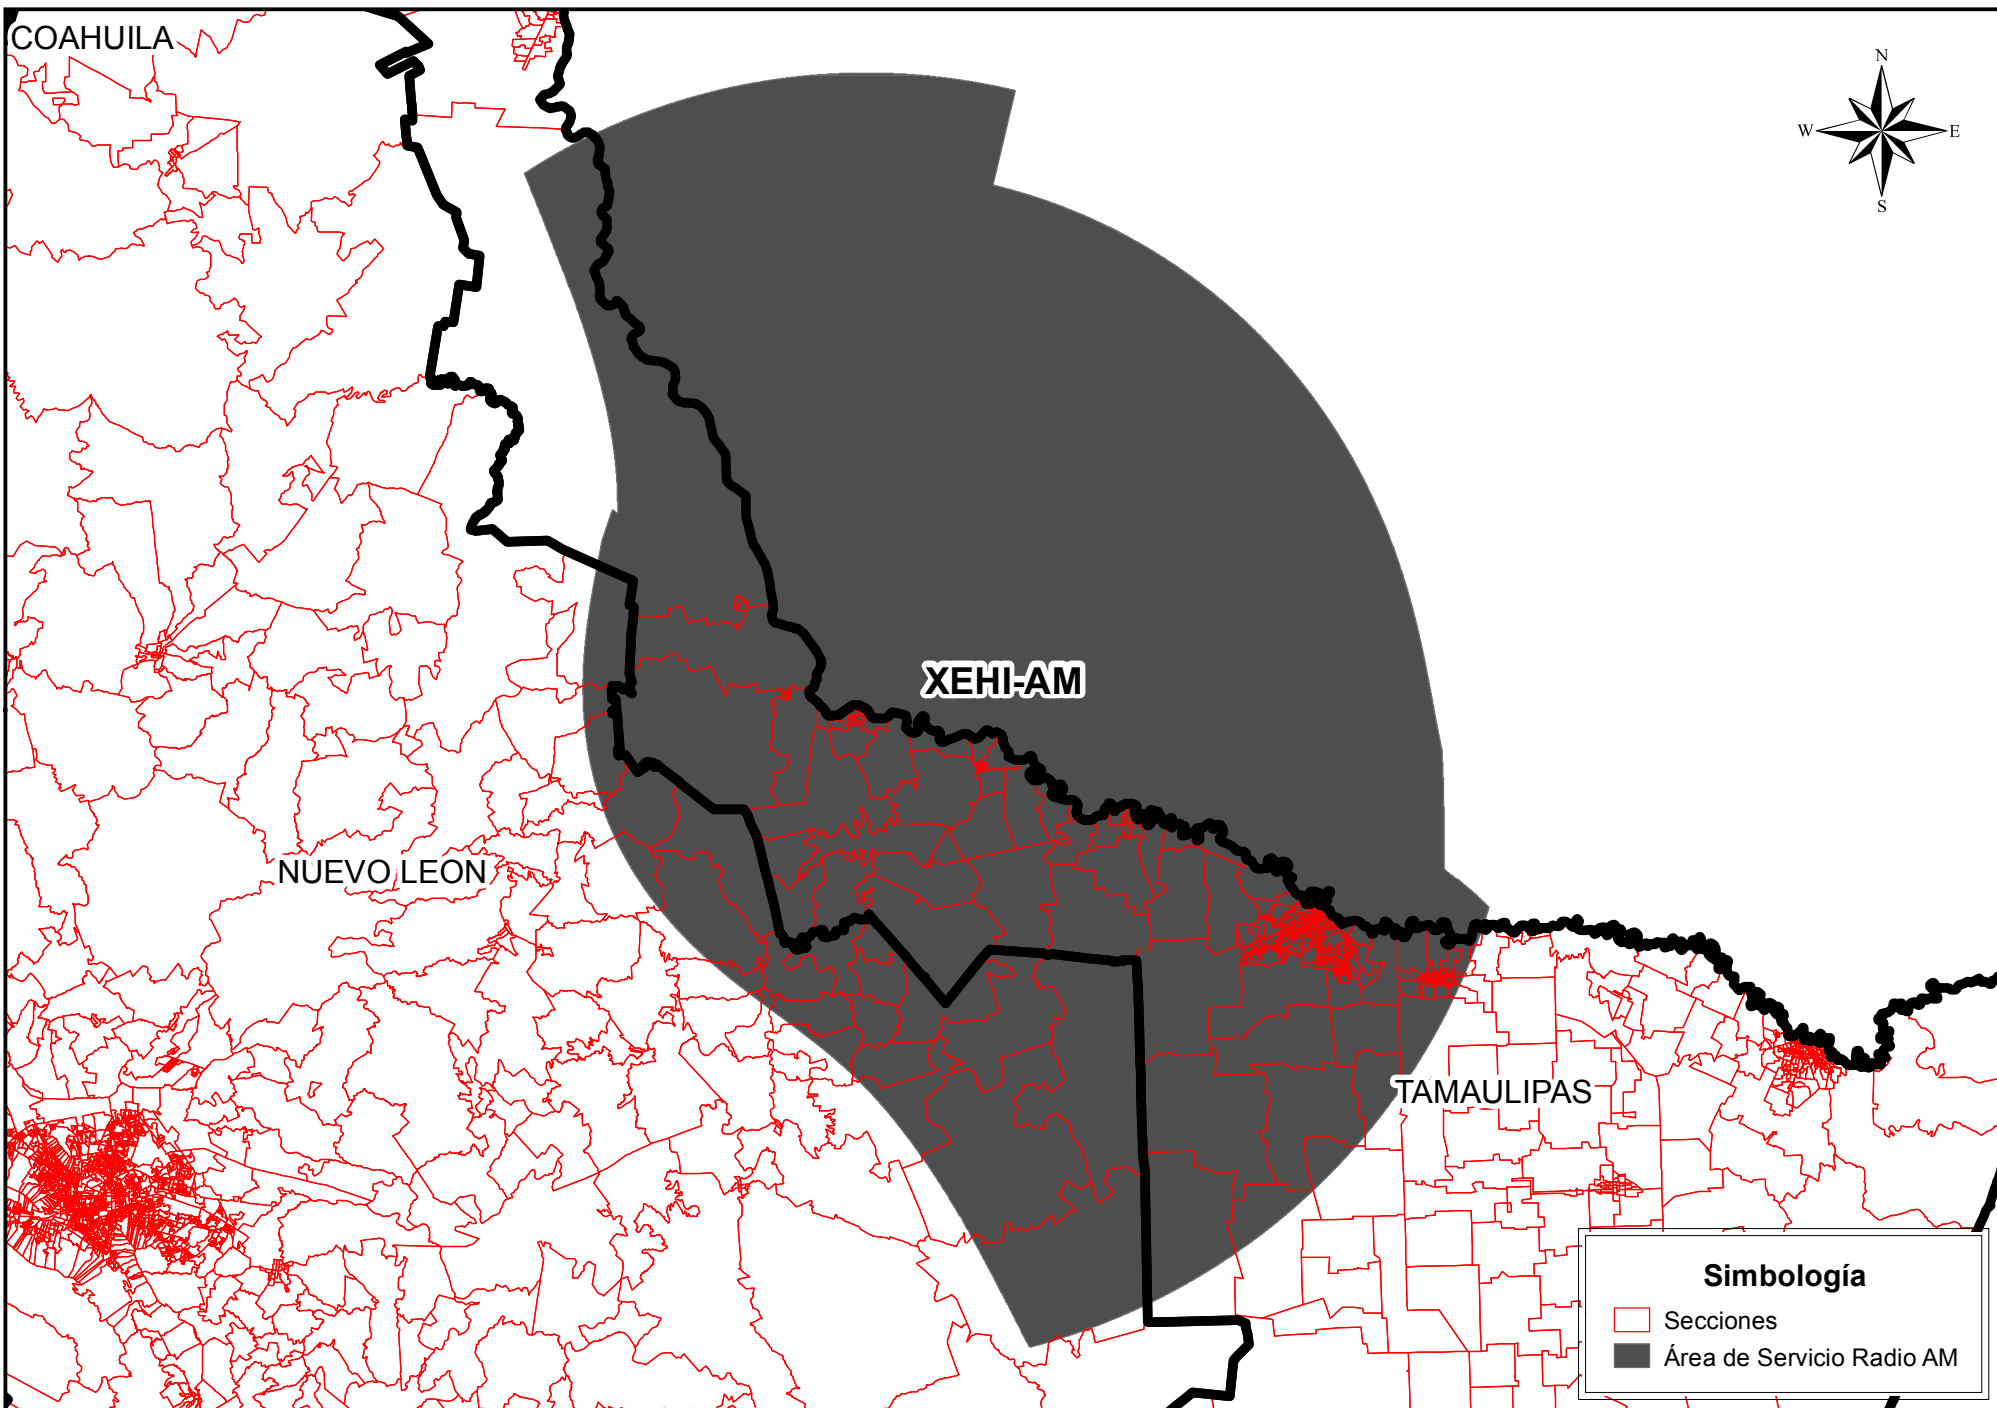 COAHUILA
N
W
E
S
XEHI-AM
NUEVO LEON
TAMAULIPAS
Simbología
Secciones
Área de Servicio Radio AM